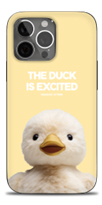 THE DUCK
IS EXCITED